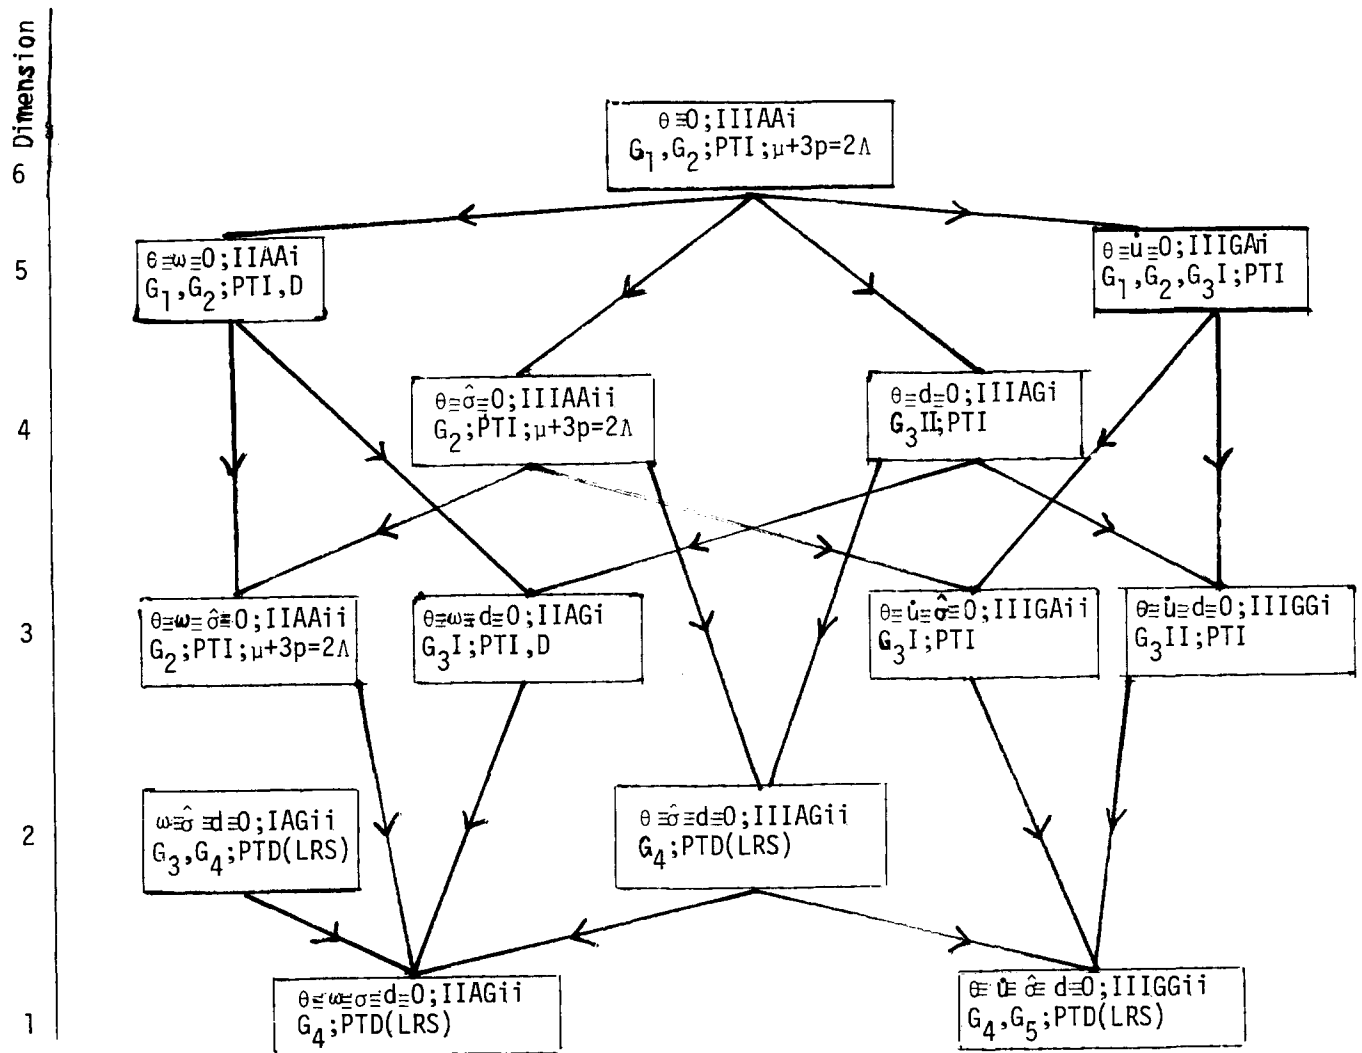 Dimension
6
θ≡0;IIIAAi
G₁,G₂;PTI;μ+3p=2Λ
5
θ≡ω≡0;IIAAi
G₁,G₂;PTI,D
θ≡u̇≡0;IIIGAi
G₁,G₂,G₃I;PTI
4
θ≡σ̂≡0;IIIAAii
G₂;PTI;μ+3p=2Λ
θ≡d≡0;IIIAGi
G₃II;PTI
3
θ≡ω≡σ̂≡0;IIAAii
G₂;PTI;μ+3p=2Λ
θ≡ω≡d≡0;IIAGi
G₃I;PTI,D
θ≡u̇≡σ̂≡0;IIIGAii
G₃I;PTI
θ≡u̇≡d≡0;IIIGGi
G₃II;PTI
2
ω≡σ̂≡d≡0;IAGii
G₃,G₄;PTD(LRS)
θ≡σ̂≡d≡0;IIIAGii
G₄;PTD(LRS)
1
θ≡ω≡σ≡d≡0;IIAGii
G₄;PTD(LRS)
θ≡u̇≡σ̂≡d≡0;IIIGGii
G₄,G₅;PTD(LRS)